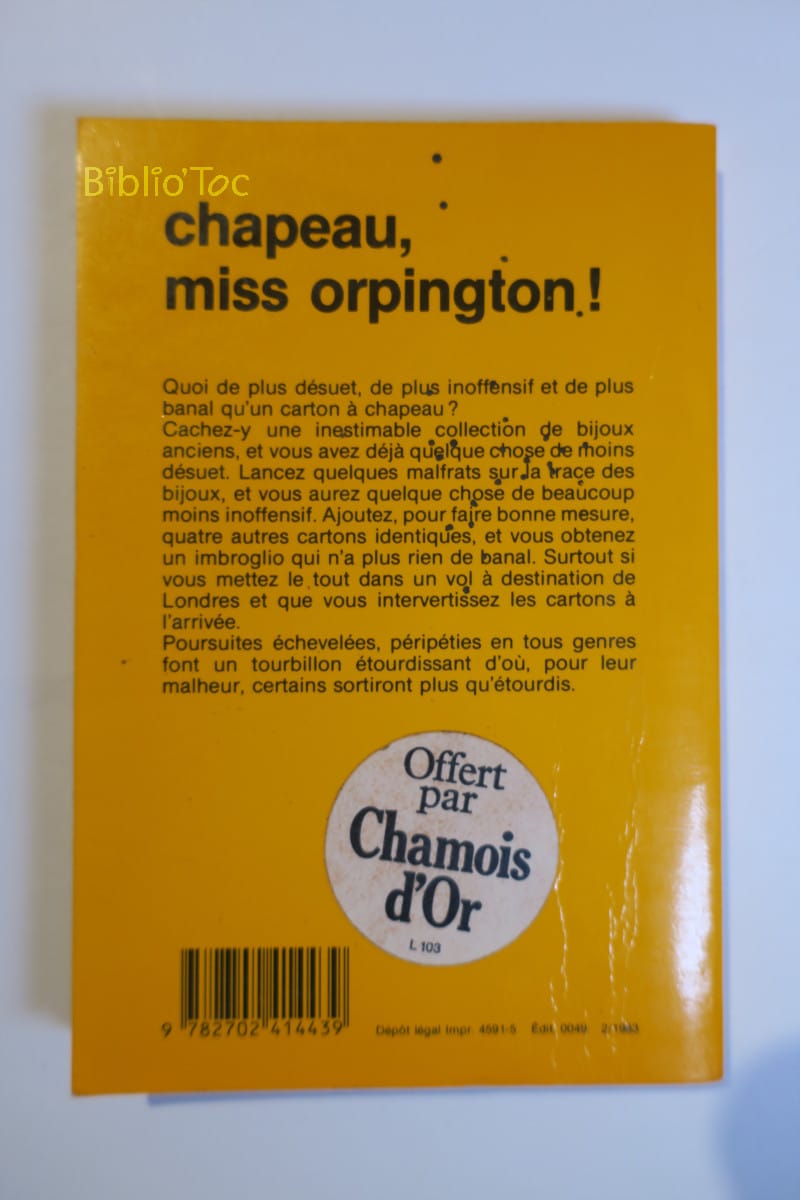 Biblio'Toc
chapeau,
miss orpington !
Quoi de plus désuet, de plus inoffensif et de plus
banal qu'un carton à chapeau ?
Cachez-y une inestimable collection de bijoux
anciens, et vous avez déjà quelque chose de moins
désuet. Lancez quelques malfrats sur la trace des
bijoux, et vous aurez quelque chose de beaucoup
moins inoffensif. Ajoutez, pour faire bonne mesure,
quatre autres cartons identiques, et vous obtenez
un imbroglio qui n'a plus rien de banal. Surtout si
vous mettez le tout dans un vol à destination de
Londres et que vous intervertissez les cartons à
l'arrivée.
Poursuites échevelées, péripéties en tous genres
font un tourbillon étourdissant d'où, pour leur
malheur, certains sortiront plus qu'étourdis.
Offert
par
Chamois
d'Or
L 103
9 782702 414439
Dépôt légal Impr. 4591-5 Édit. 0049 2/1983